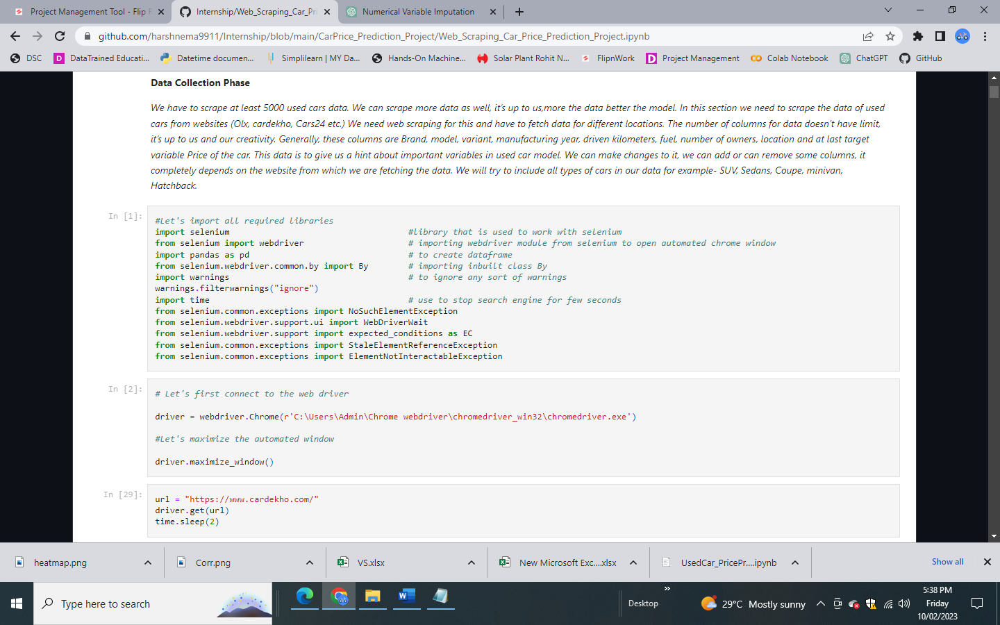 Project Management Tool - Flip F
Internship/Web_Scraping_Car_Pri
Numerical Variable Imputation
github.com/harshnema9911/Internship/blob/main/CarPrice_Prediction_Project/Web_Scraping_Car_Price_Prediction_Project.ipynb
DSC
DataTrained Educati...
Datetime documen...
Simplilearn | MY Da...
Hands-On Machine...
Solar Plant Rohit N...
FlipnWork
Project Management
Colab Notebook
ChatGPT
GitHub
Data Collection Phase
We have to scrape at least 5000 used cars data. We can scrape more data as well, it's up to us,more the data better the model. In this section we need to scrape the data of used
cars from websites (Olx, cardekho, Cars24 etc.) We need web scraping for this and have to fetch data for different locations. The number of columns for data doesn't have limit,
it's up to us and our creativity. Generally, these columns are Brand, model, variant, manufacturing year, driven kilometers, fuel, number of owners, location and at last target
variable Price of the car. This data is to give us a hint about important variables in used car model. We can make changes to it, we can add or can remove some columns, it
completely depends on the website from which we are fetching the data. We will try to include all types of cars in our data for example- SUV, Sedans, Coupe, minivan,
Hatchback.
In [1]:
#Let's import all required libraries
import selenium #library that is used to work with selenium
from selenium import webdriver # importing webdriver module from selenium to open automated chrome window
import pandas as pd # to create dataframe
from selenium.webdriver.common.by import By # importing inbuilt class By
import warnings # to ignore any sort of warnings
warnings.filterwarnings("ignore")
import time # use to stop search engine for few seconds
from selenium.common.exceptions import NoSuchElementException
from selenium.webdriver.support.ui import WebDriverWait
from selenium.webdriver.support import expected_conditions as EC
from selenium.common.exceptions import StaleElementReferenceException
from selenium.common.exceptions import ElementNotInteractableException
In [2]:
# Let's first connect to the web driver
driver = webdriver.Chrome(r'C:\Users\Admin\Chrome webdriver\chromedriver_win32\chromedriver.exe')
#Let's maximize the automated window
driver.maximize_window()
In [29]:
url = "https://www.cardekho.com/"
driver.get(url)
time.sleep(2)
heatmap.png
Corr.png
VS.xlsx
New Microsoft Exc....xlsx
UsedCar_PricePr....ipynb
Show all
Type here to search
Desktop
29°C Mostly sunny
5:38 PM
Friday
10/02/2023